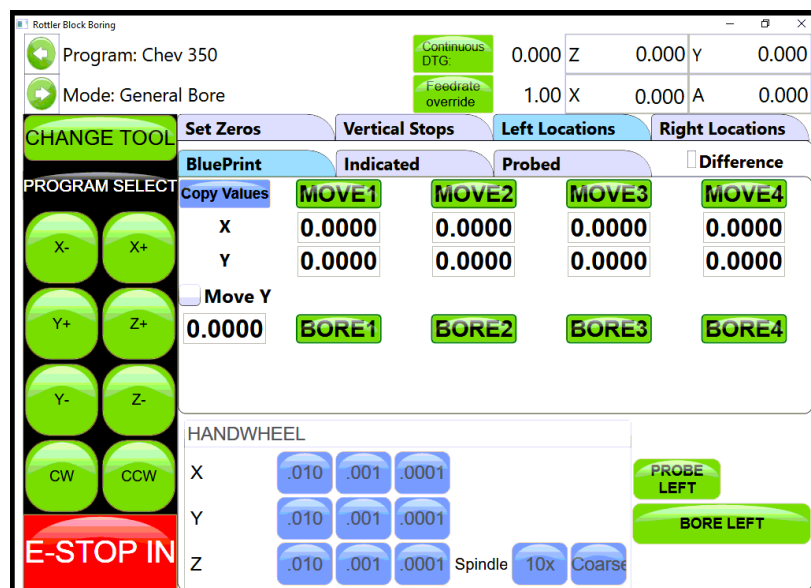 Rottler Block Boring
Program: Chev 350
Continuous DTG: 0.000 Z 0.000 Y 0.000
Mode: General Bore
Feedrate override 1.00 X 0.000 A 0.000
CHANGE TOOL
Set Zeros Vertical Stops Left Locations Right Locations
BluePrint Indicated Probed Difference
PROGRAM SELECT
Copy Values MOVE1 MOVE2 MOVE3 MOVE4
X 0.0000 0.0000 0.0000 0.0000
Y 0.0000 0.0000 0.0000 0.0000
Move Y
0.0000 BORE1 BORE2 BORE3 BORE4
X- X+
Y+ Z+
Y- Z-
CW CCW
E-STOP IN
HANDWHEEL
X .010 .001 .0001
Y .010 .001 .0001
Z .010 .001 .0001 Spindle 10x Coarse
PROBE
LEFT
BORE LEFT